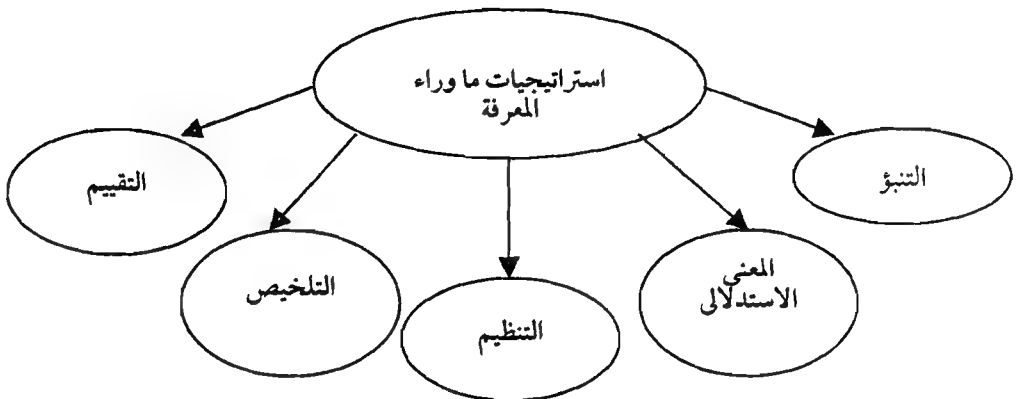 استراتيجيات ما وراء
المعرفة
التنبؤ
المعنى
الاستدلالى
التنظيم
التلخيص
التقييم